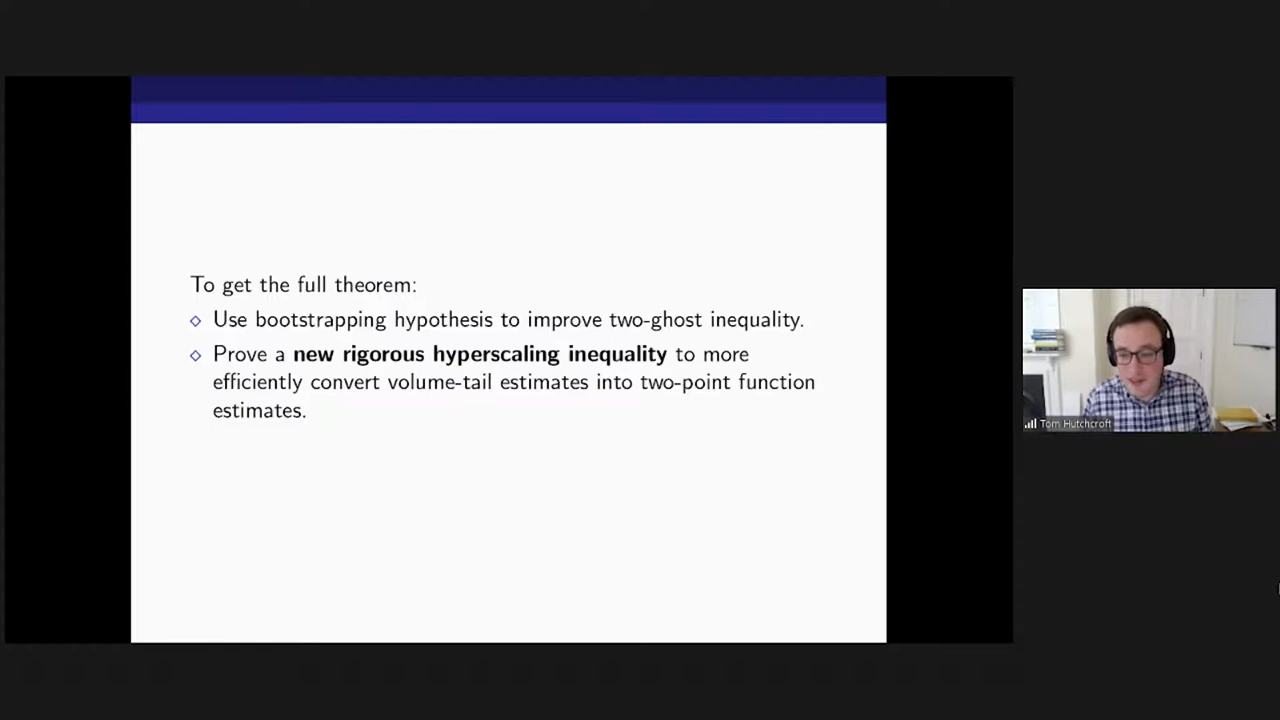 To get the full theorem:
◇ Use bootstrapping hypothesis to improve two-ghost inequality.
◇ Prove a new rigorous hyperscaling inequality to more
efficiently convert volume-tail estimates into two-point function
estimates.
Tom Hutchcroft